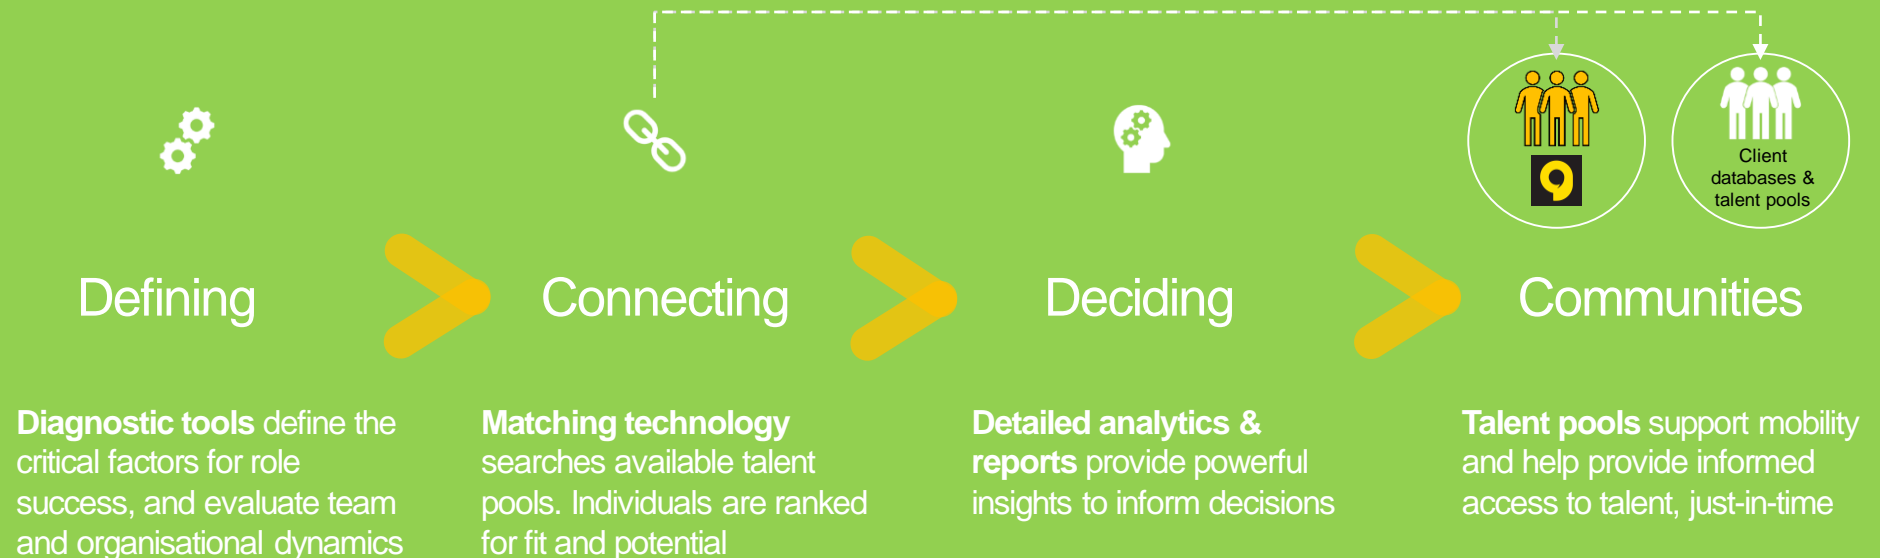 Client
databases &
talent pools
Defining
Connecting
Deciding
Communities
Diagnostic tools define the
critical factors for role
success, and evaluate team
and organisational dynamics
Matching technology
searches available talent
pools. Individuals are ranked
for fit and potential
Detailed analytics &
reports provide powerful
insights to inform decisions
Talent pools support mobility
and help provide informed
access to talent, just-in-time